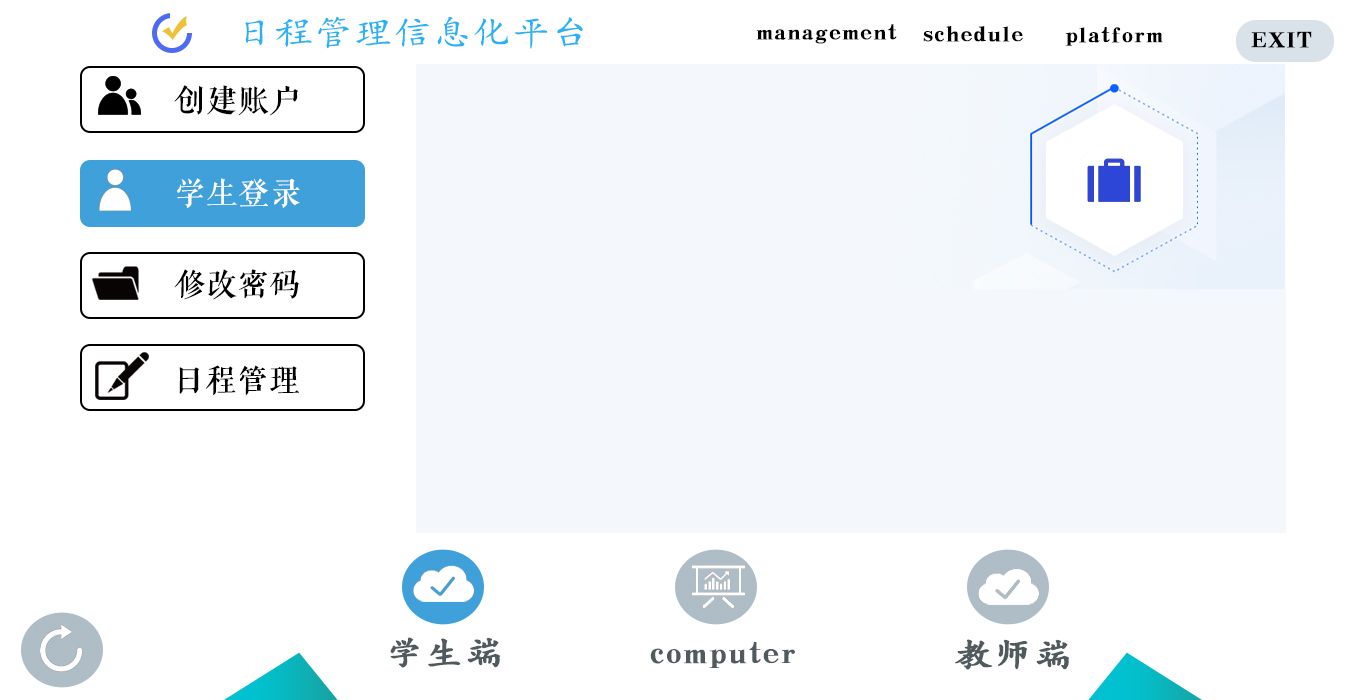 日程管理信息化平台
management
schedule
platform
EXIT
创建账户
学生登录
修改密码
日程管理
学生端
computer
教师端